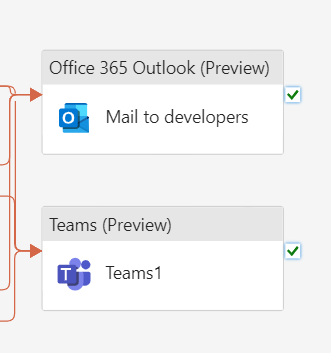 Office 365 Outlook (Preview)
Mail to developers
Teams (Preview)
Teams1